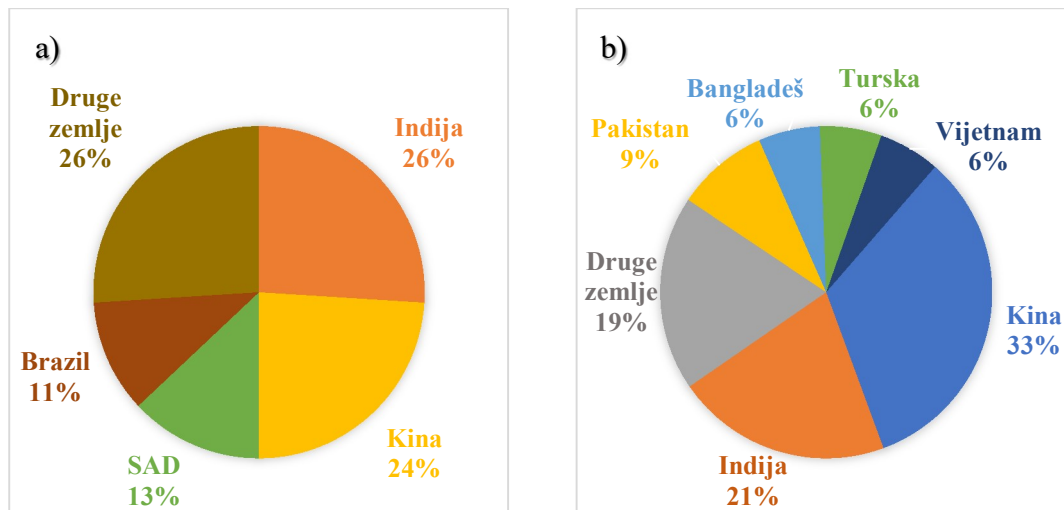 a)
Druge
zemlje
26%
Indija
26%
Brazil
11%
SAD
13%
Kina
24%
b)
Bangladeš
6%
Turska
6%
Vijetnam
6%
Pakistan
9%
Druge
zemlje
19%
Kina
33%
Indija
21%